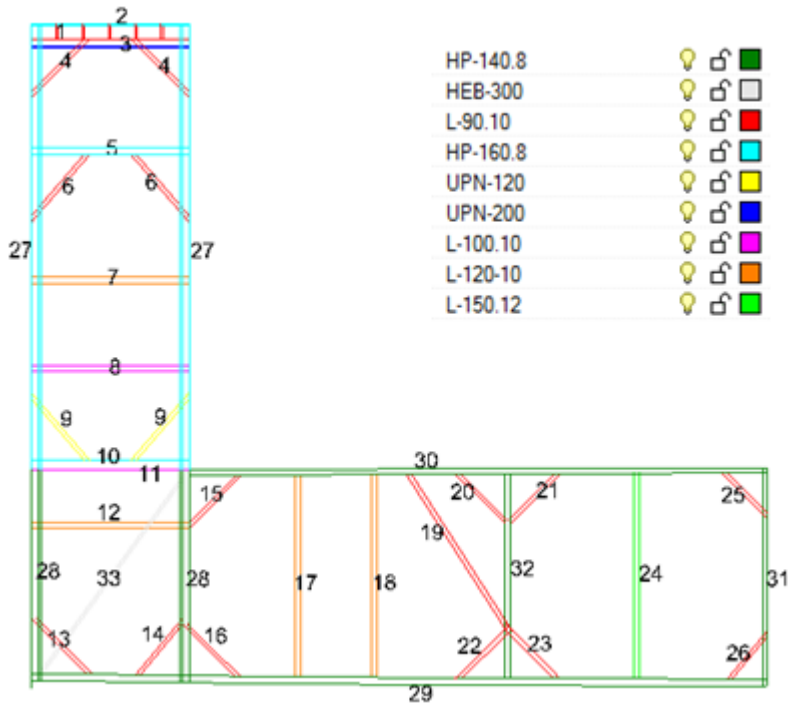 2
1
3
4 4
HP-140.8
HEB-300
L-90.10
HP-160.8
UPN-120
UPN-200
L-100.10
L-120-10
L-150.12
5
6 6
27 27
7
8
9 9
10
11
30
12
15
20 21
25
19
28 33 28
17 18
32
24
31
13 14 16
22 23
26
29